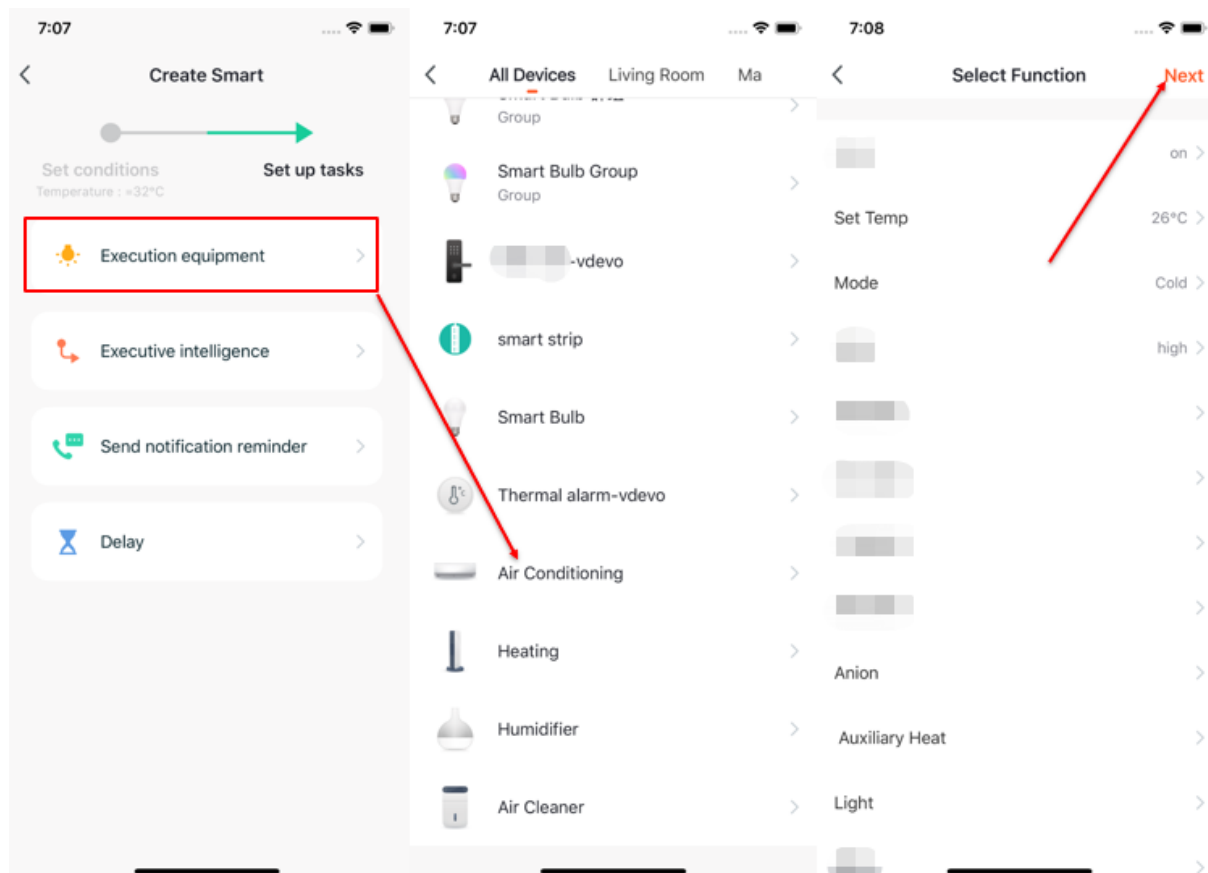 7:07
Create Smart
Set conditions
Set up tasks
Temperature : =32°C
Execution equipment
Executive intelligence
Send notification reminder
Delay
7:07
All Devices Living Room Ma
Group
Smart Bulb Group
Group
-vdevo
smart strip
Smart Bulb
Thermal alarm-vdevo
Air Conditioning
Heating
Humidifier
Air Cleaner
7:08
Select Function Next
on
Set Temp 26°C
Mode Cold
high
Anion
Auxiliary Heat
Light